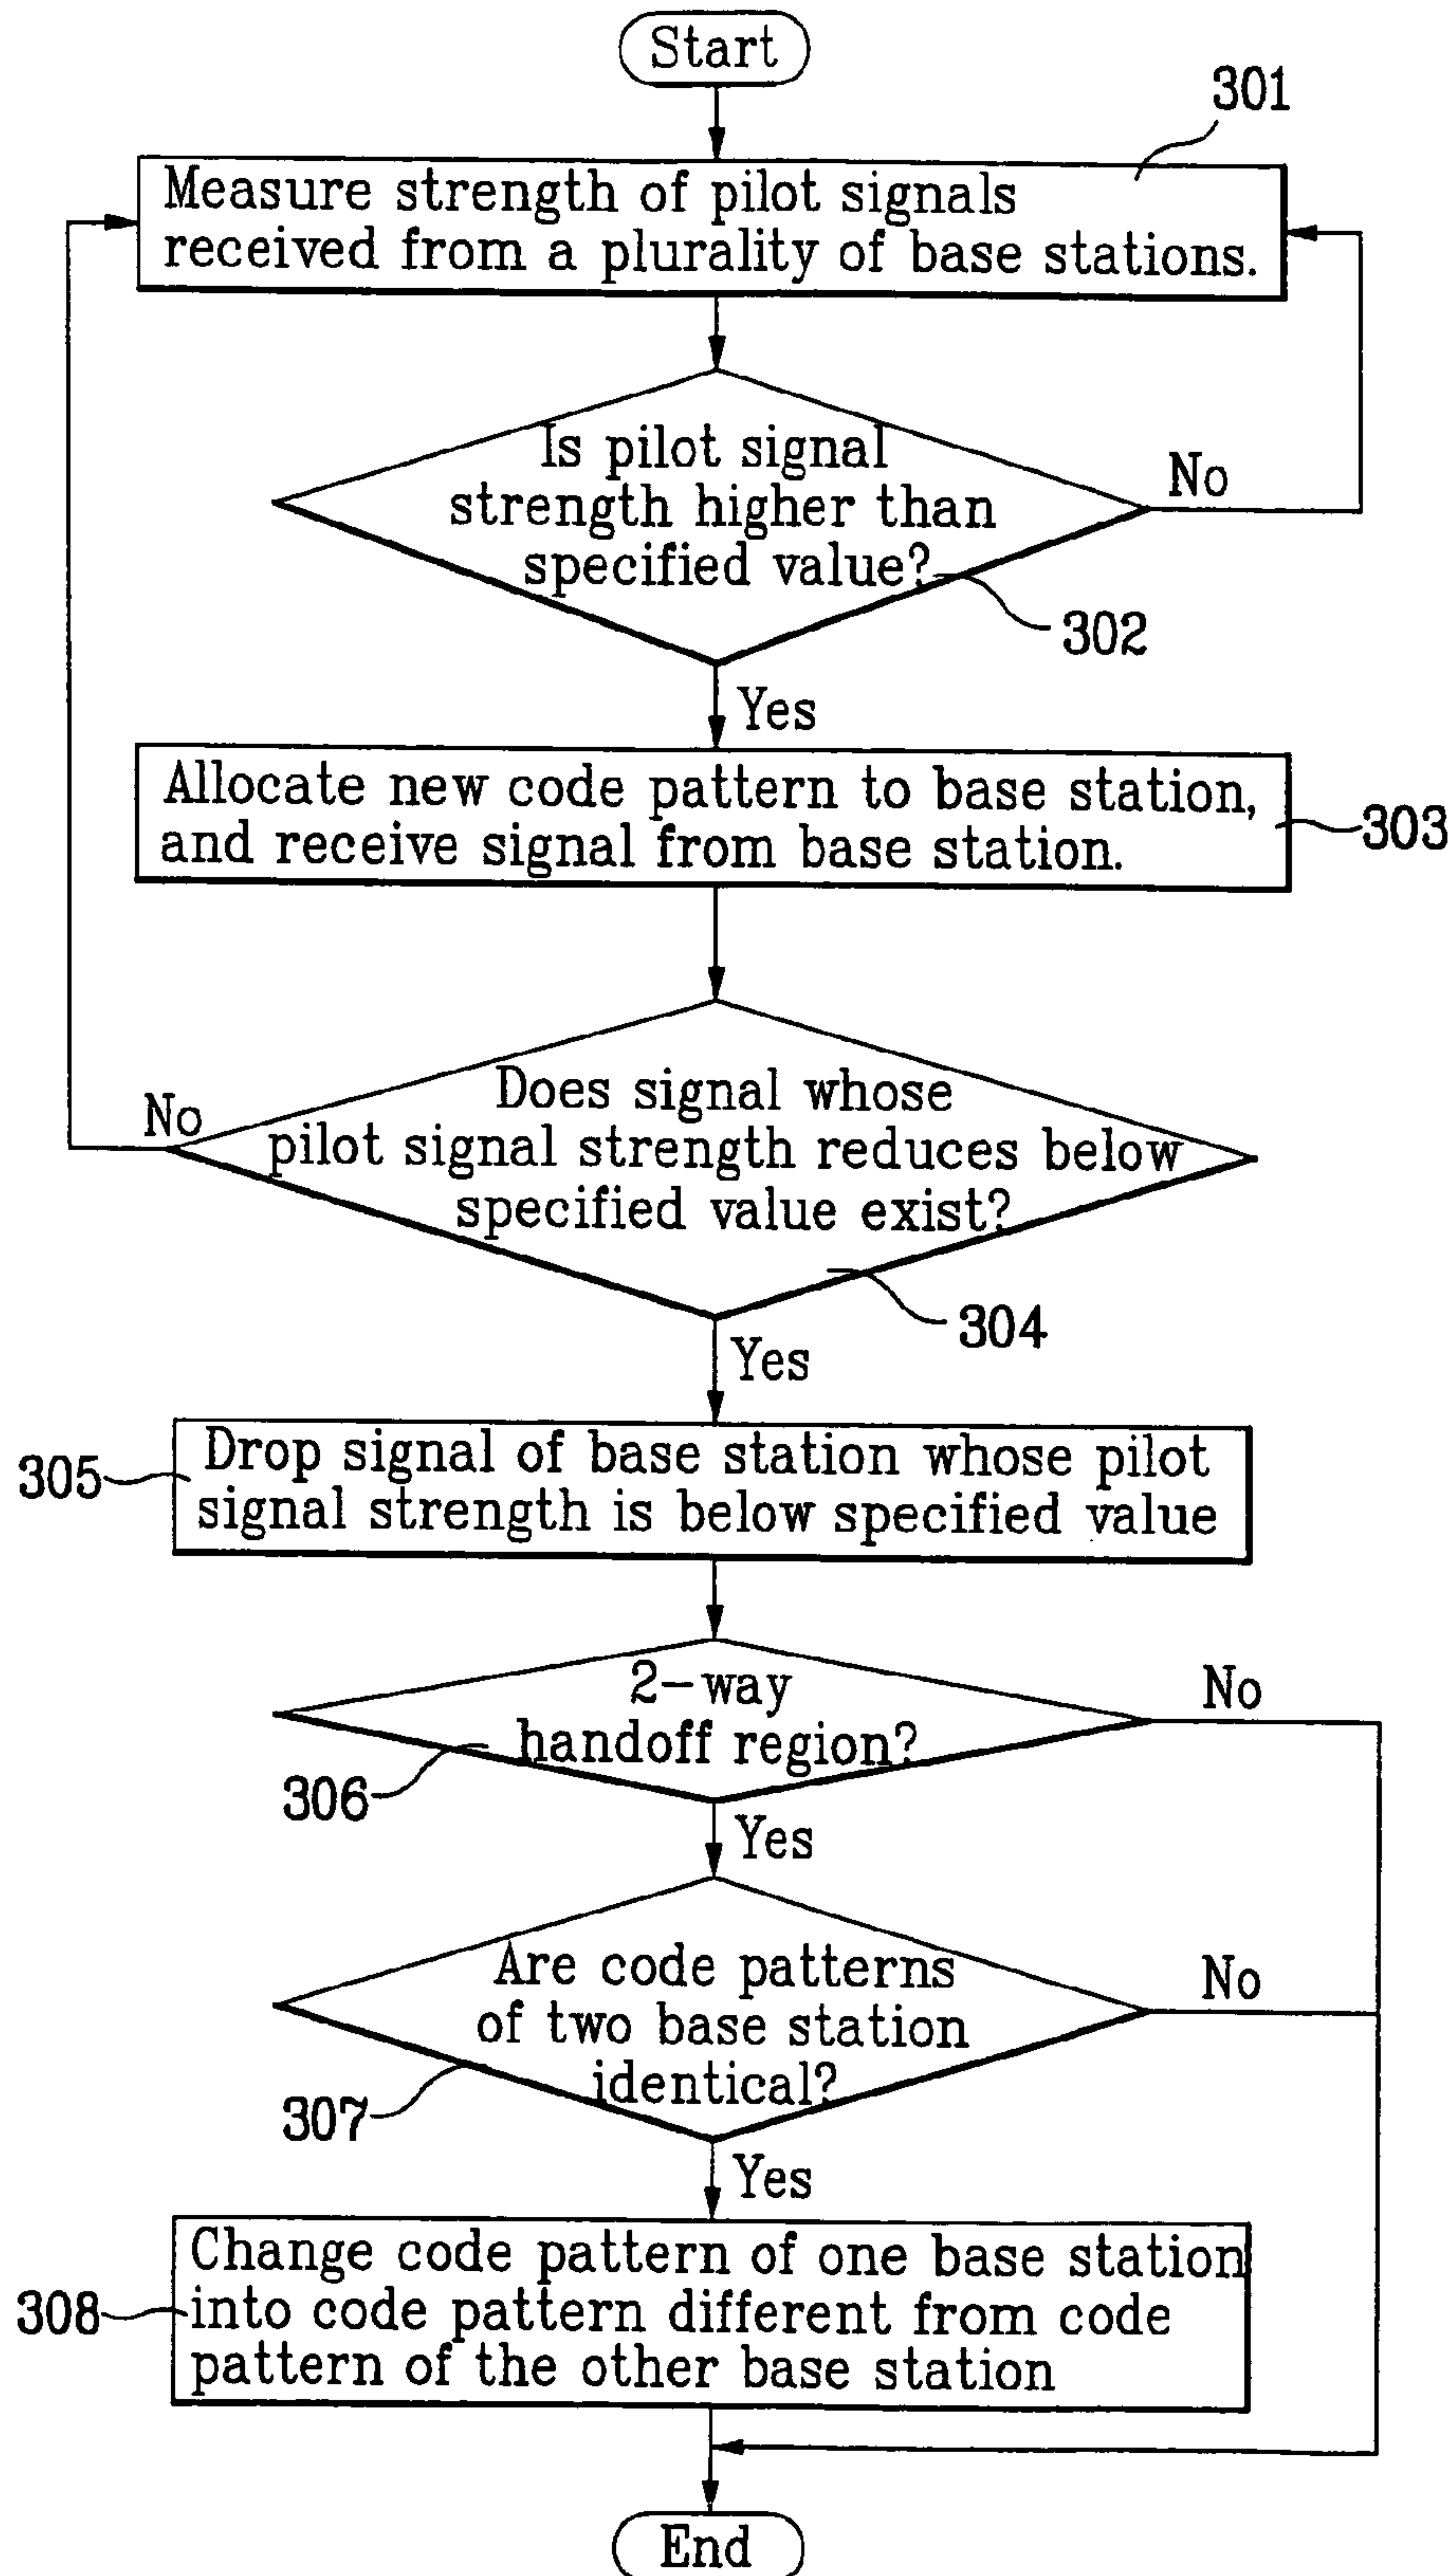 Start
301
Measure strength of pilot signals
received from a plurality of base stations.
Is pilot signal
strength higher than
specified value?
No
302
Yes
Allocate new code pattern to base station,
and receive signal from base station.
303
Does signal whose
pilot signal strength reduces below
specified value exist?
No
304
Yes
305
Drop signal of base station whose pilot
signal strength is below specified value
2-way
handoff region?
No
306
Yes
Are code patterns
of two base station
identical?
No
307
Yes
308
Change code pattern of one base station
into code pattern different from code
pattern of the other base station
End